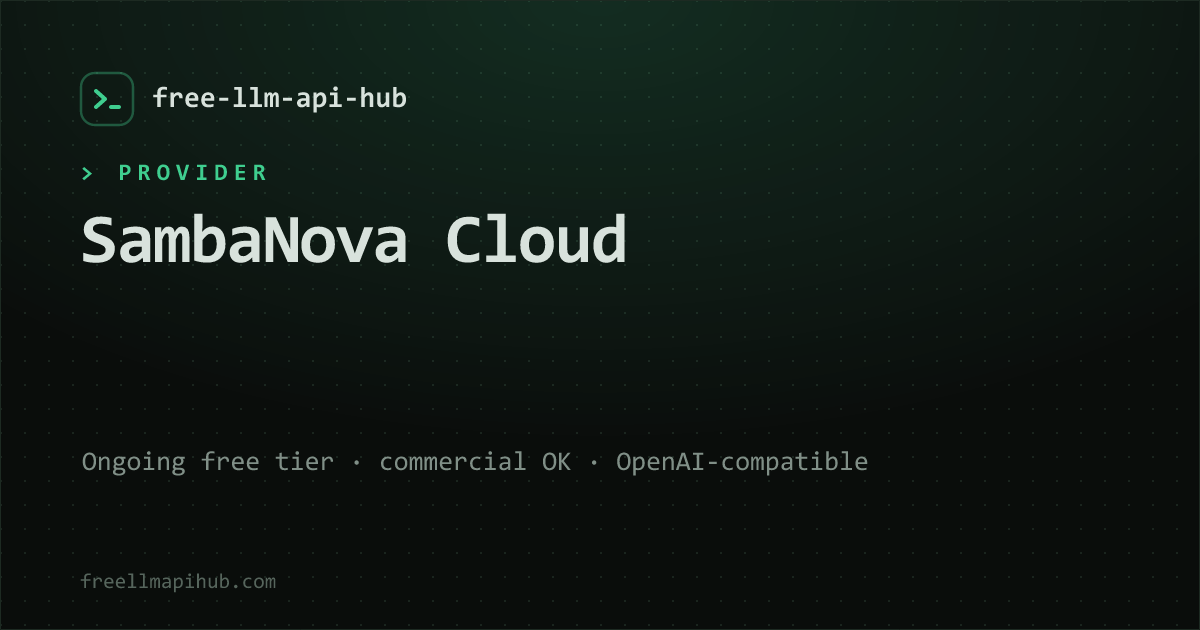 free-llm-api-hub
> PROVIDER
SambaNova Cloud
Ongoing free tier · commercial OK · OpenAI-compatible
freellmapihub.com